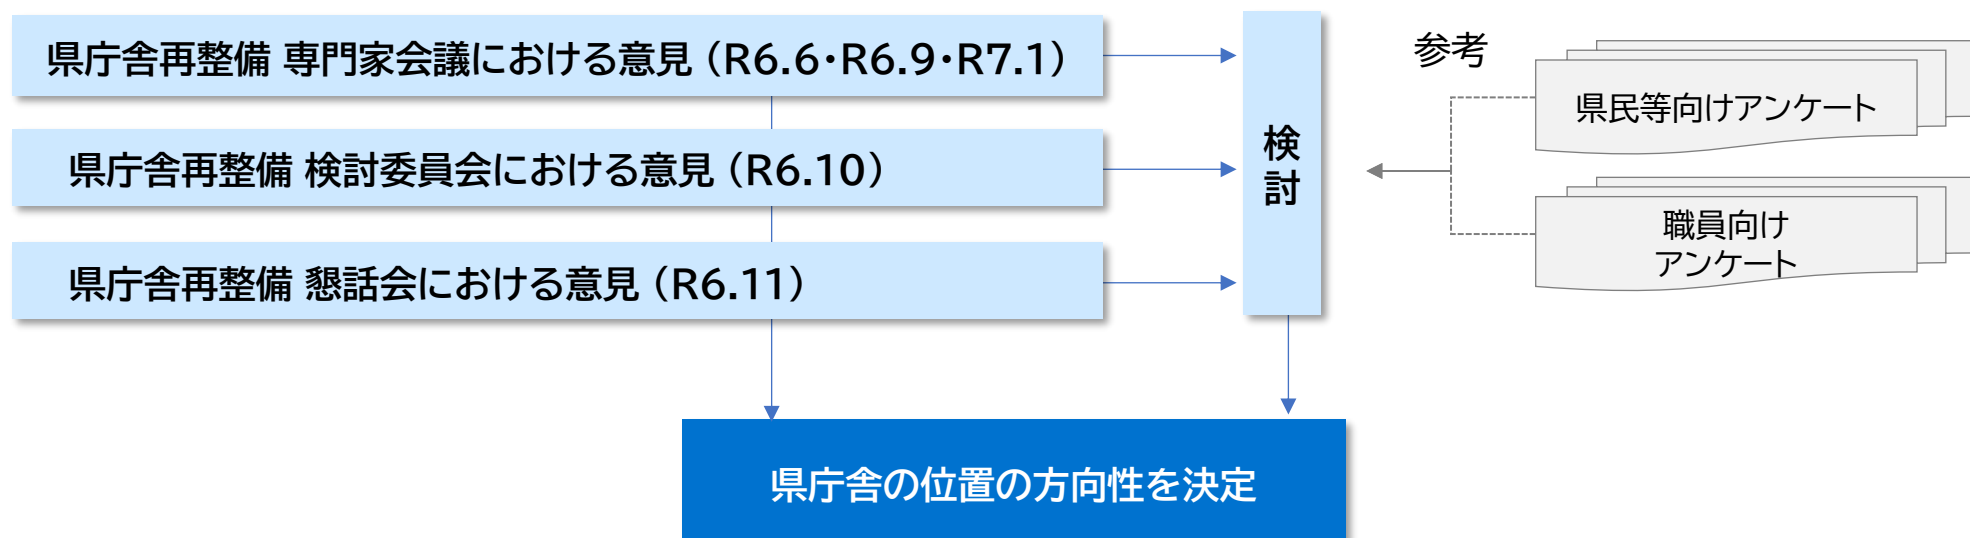 県庁舎再整備 専門家会議における意見（R6.6・R6.9・R7.1）
県庁舎再整備 検討委員会における意見（R6.10）
県庁舎再整備 懇話会における意見（R6.11）
検討
参考
県民等向けアンケート
職員向け
アンケート
県庁舎の位置の方向性を決定